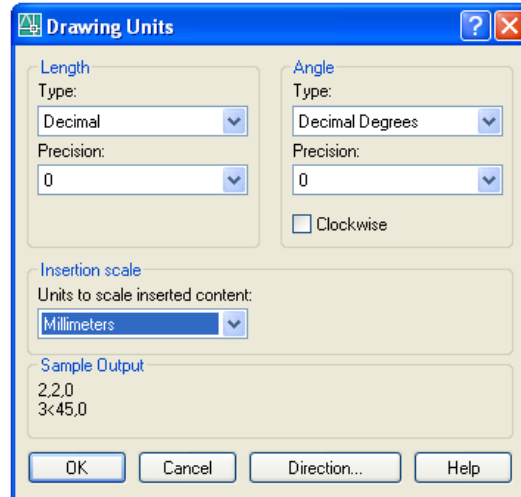 Drawing Units
Length
Type:
Decimal
Precision:
0
Angle
Type:
Decimal Degrees
Precision:
0
Clockwise
Insertion scale
Units to scale inserted content:
Millimeters
Sample Output
2,2,0
3<45,0
OK Cancel Direction... Help